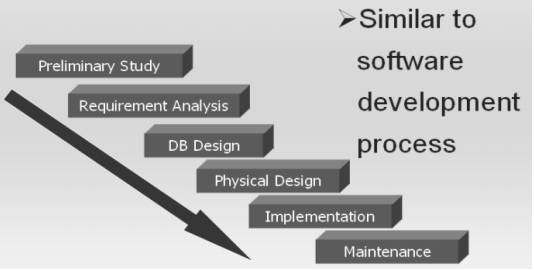 ➢Similar to
software
development
process
Preliminary Study
Requirement Analysis
DB Design
Physical Design
Implementation
Maintenance